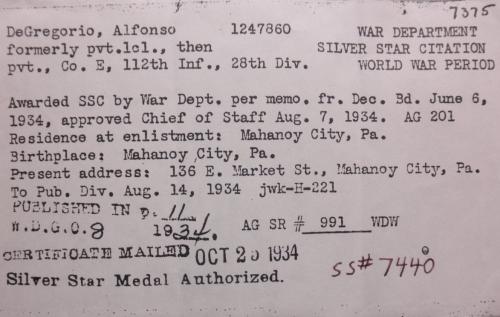 7375
DeGregorio, Alfonso 1247860 WAR DEPARTMENT
formerly pvt.lcl., then SILVER STAR CITATION
pvt., Co. E, 112th Inf., 28th Div. WORLD WAR PERIOD
Awarded SSC by War Dept. per memo. fr. Dec. Bd. June 6,
1934, approved Chief of Staff Aug. 7, 1934. AG 201
Residence at enlistment: Mahanoy City, Pa.
Birthplace: Mahanoy City, Pa.
Present address: 136 E. Market St., Mahanoy City, Pa.
To Pub. Div. Aug. 14, 1934 jwk-H-221
PUBLISHED IN P. 11
W.D.G.O. 8 1934. AG SR # 991 WDW
CERTIFICATE MAILED OCT 25 1934
Silver Star Medal Authorized. SS# 7440